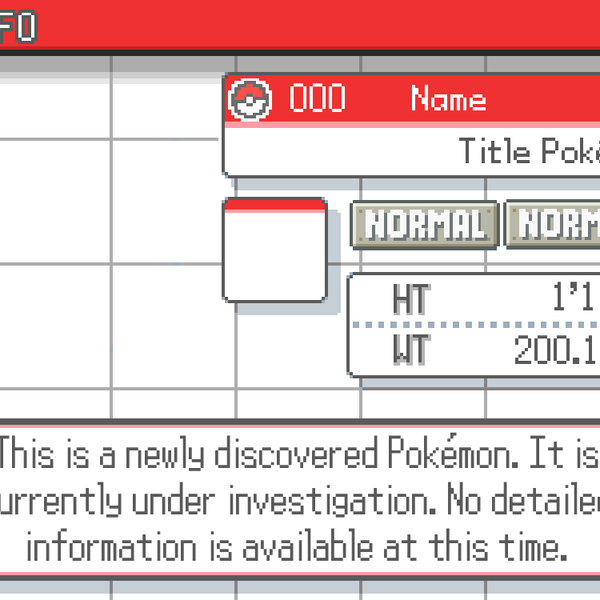 FO
000 Name
Title Poké
NORMAL NORM
HT 1'1
WT 200.1
This is a newly discovered Pokémon. It is
urrently under investigation. No detailed
information is available at this time.